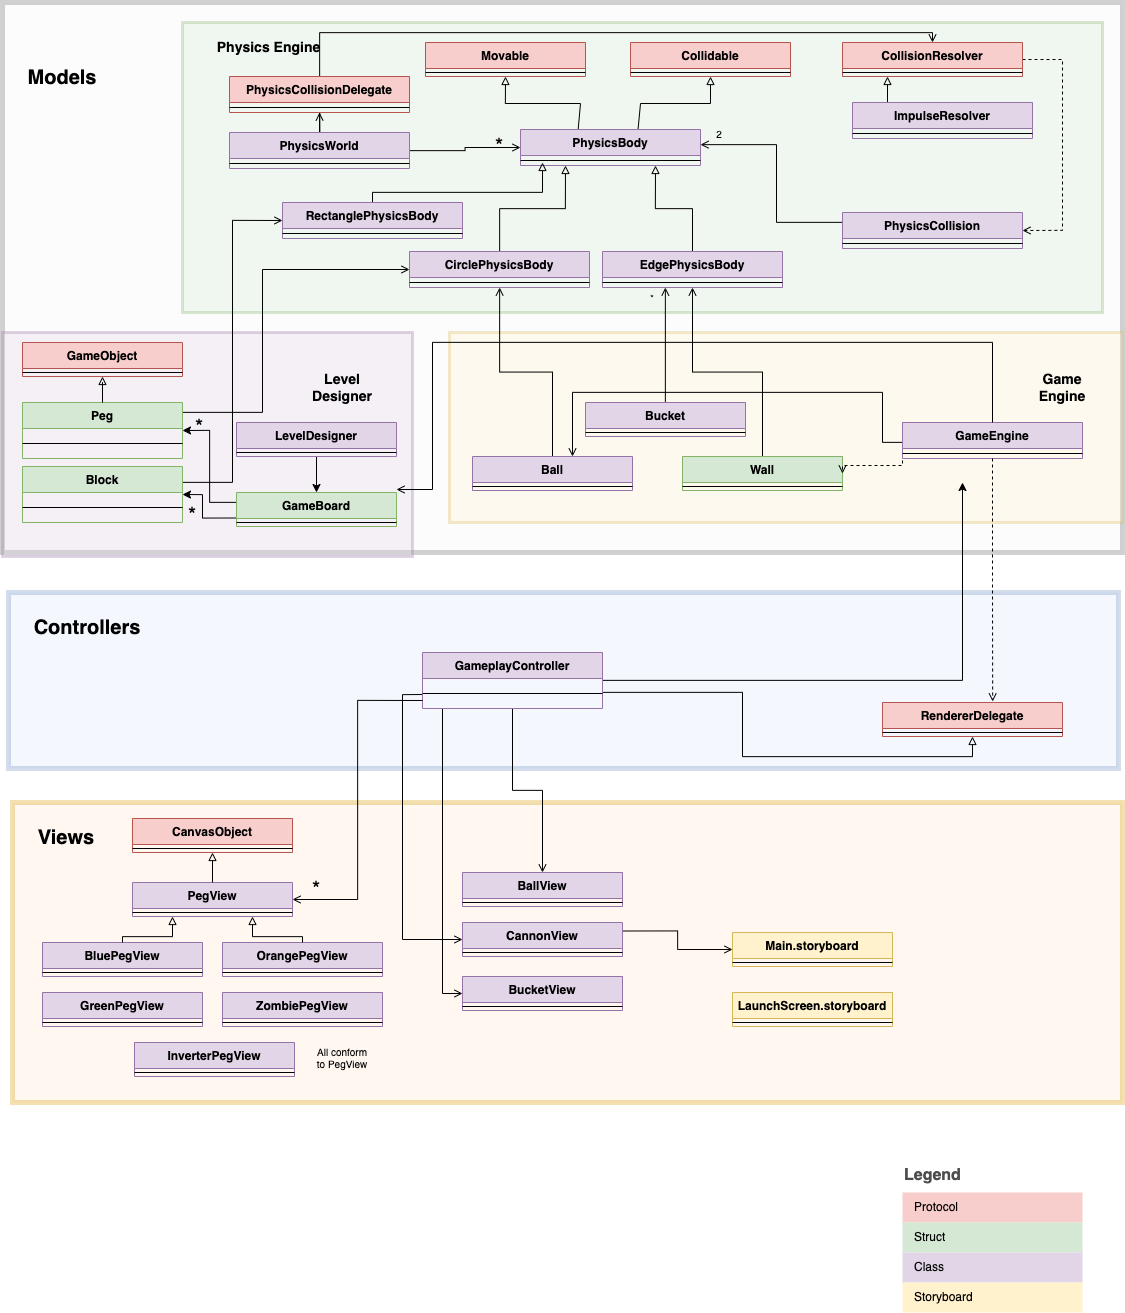 Models
Physics Engine
Movable
Collidable
CollisionResolver
PhysicsCollisionDelegate
ImpulseResolver
PhysicsWorld
*
PhysicsBody
2
RectanglePhysicsBody
PhysicsCollision
CirclePhysicsBody
EdgePhysicsBody
*
GameObject
Level
Designer
Peg
*
LevelDesigner
Block
*
GameBoard
Game
Engine
Bucket
GameEngine
Ball
Wall
Controllers
GameplayController
RendererDelegate
Views
CanvasObject
PegView
*
BluePegView
OrangePegView
GreenPegView
ZombiePegView
InverterPegView
All conform
to PegView
BallView
CannonView
BucketView
Main.storyboard
LaunchScreen.storyboard
Legend
Protocol
Struct
Class
Storyboard